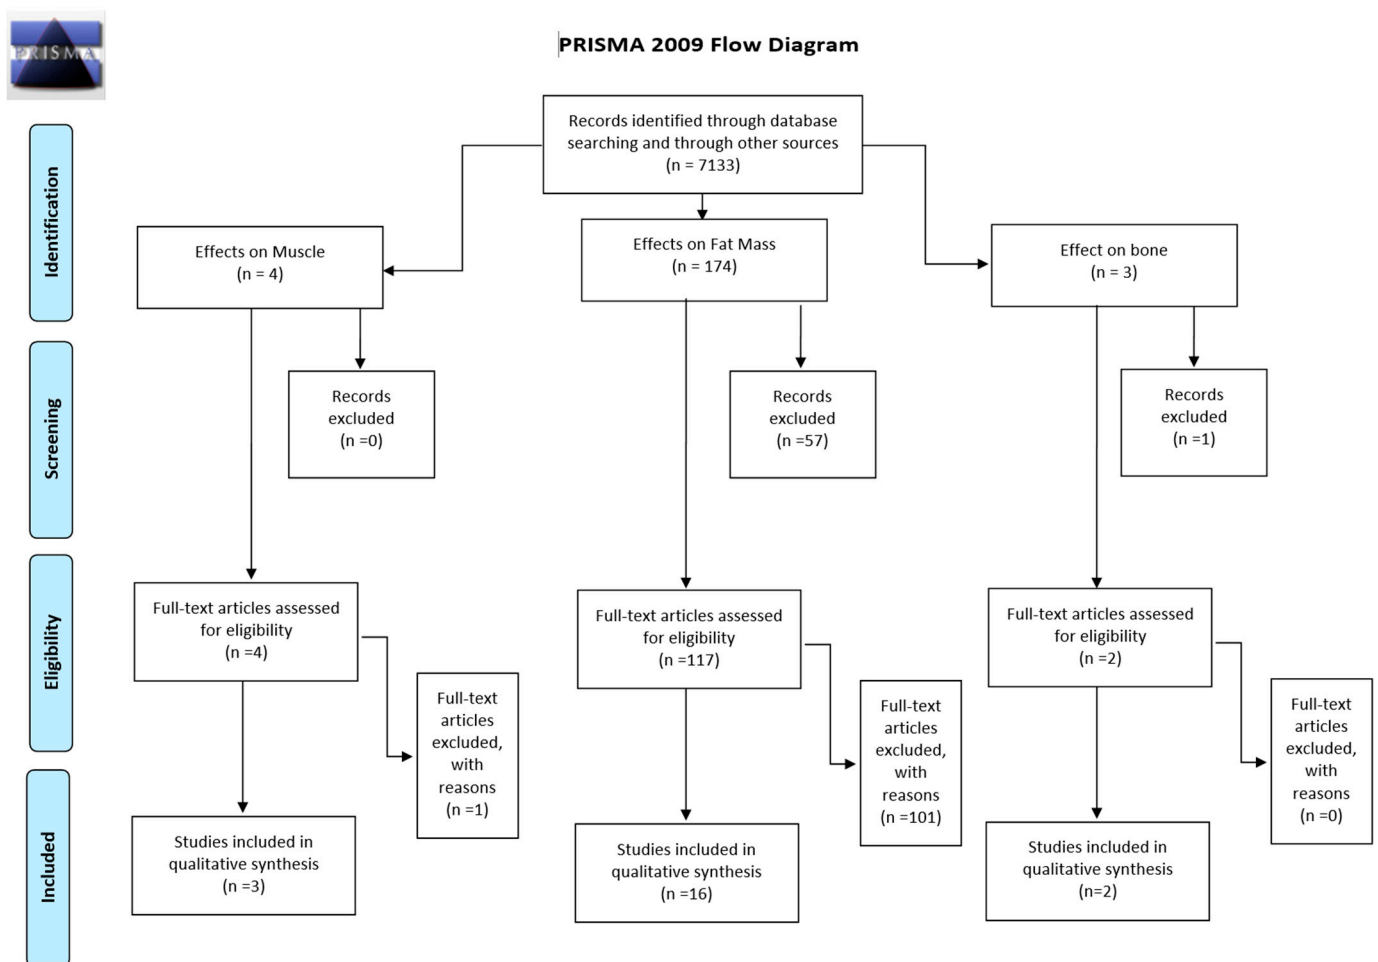 PRISMA
PRISMA 2009 Flow Diagram
Identification
Records identified through database
searching and through other sources
(n = 7133)
Effects on Muscle
(n = 4)
Effects on Fat Mass
(n = 174)
Effect on bone
(n = 3)
Screening
Records
excluded
(n =0)
Records
excluded
(n =57)
Records
excluded
(n =1)
Eligibility
Full-text articles assessed
for eligibility
(n =4)
Full-text
articles
excluded,
with
reasons
(n =1)
Full-text articles assessed
for eligibility
(n =117)
Full-text
articles
excluded,
with
reasons
(n =101)
Full-text articles assessed
for eligibility
(n =2)
Full-text
articles
excluded,
with
reasons
(n =0)
Included
Studies included in
qualitative synthesis
(n =3)
Studies included in
qualitative synthesis
(n =16)
Studies included in
qualitative synthesis
(n=2)